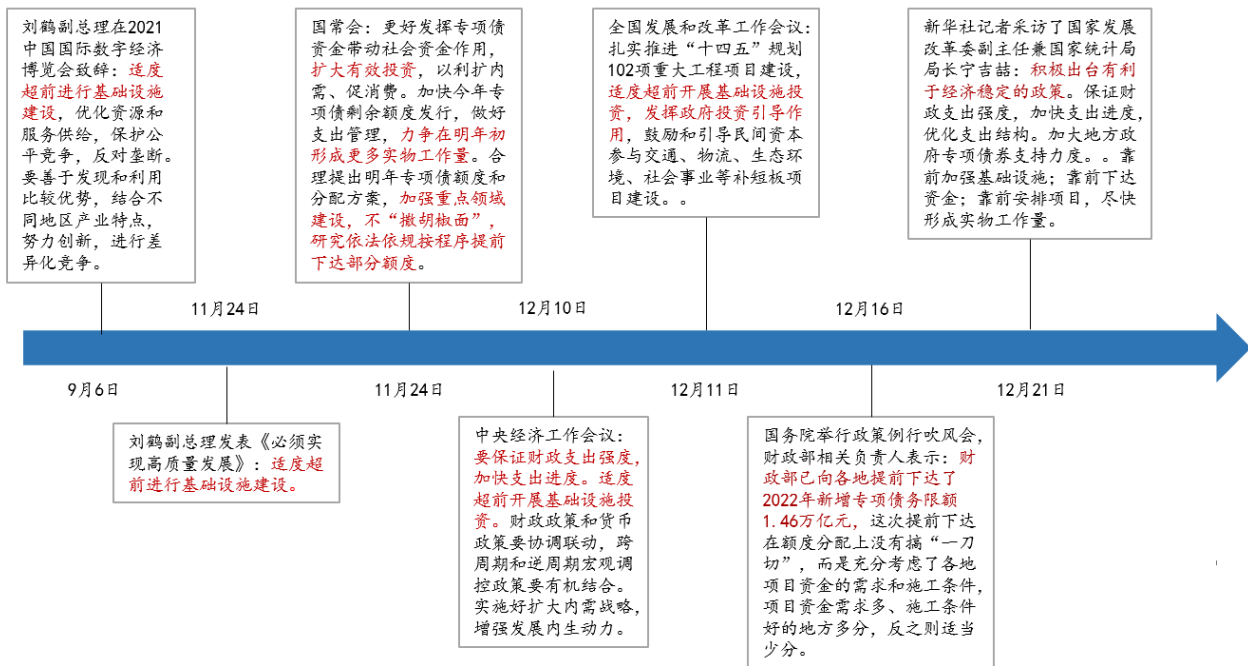 刘鹤副总理在2021
中国国际数字经济
博览会致辞：适度
超前进行基础设施
建设，优化资源和
服务供给，保护公
平竞争，反对垄断。
要善于发现和利用
比较优势，结合不
同地区产业特点，
努力创新，进行差
异化竞争。
国常会：更好发挥专项债
资金带动社会资金作用，
扩大有效投资，以利扩内
需、促消费。加快今年专
项债剩余额度发行，做好
支出管理，力争在明年初
形成更多实物工作量。合
理提出明年专项债额度和
分配方案，加强重点领域
建设，不“撒胡椒面”，
研究依法依规按程序提前
下达部分额度。
全国发展和改革工作会议：
扎实推进“十四五”规划
102项重大工程项目建设，
适度超前开展基础设施投
资，发挥政府投资引导作
用，鼓励和引导民间资本
参与交通、物流、生态环
境、社会事业等补短板项
目建设。。
新华社记者采访了国家发展
改革委副主任兼国家统计局
局长宁吉喆：积极出台有利
于经济稳定的政策。保证财
政支出强度，加快支出进度，
优化支出结构。加大地方政
府专项债券支持力度。。靠
前加强基础设施；靠前下达
资金；靠前安排项目，尽快
形成实物工作量。
11月24日
12月10日
12月16日
9月6日
11月24日
12月11日
12月21日
刘鹤副总理发表《必须实
现高质量发展》：适度超
前进行基础设施建设。
中央经济工作会议：
要保证财政支出强度，
加快支出进度。适度
超前开展基础设施投
资。财政政策和货币
政策要协调联动，跨
周期和逆周期宏观调
控政策要有机结合。
实施好扩大内需战略，
增强发展内生动力。
国务院举行政策例行吹风会，
财政部相关负责人表示：财
政部已向各地提前下达了
2022年新增专项债务限额
1.46万亿元，这次提前下达
在额度分配上没有搞“一刀
切”，而是充分考虑了各地
项目资金的需求和施工条件，
项目资金需求多、施工条件
好的地方多分，反之则适当
少分。